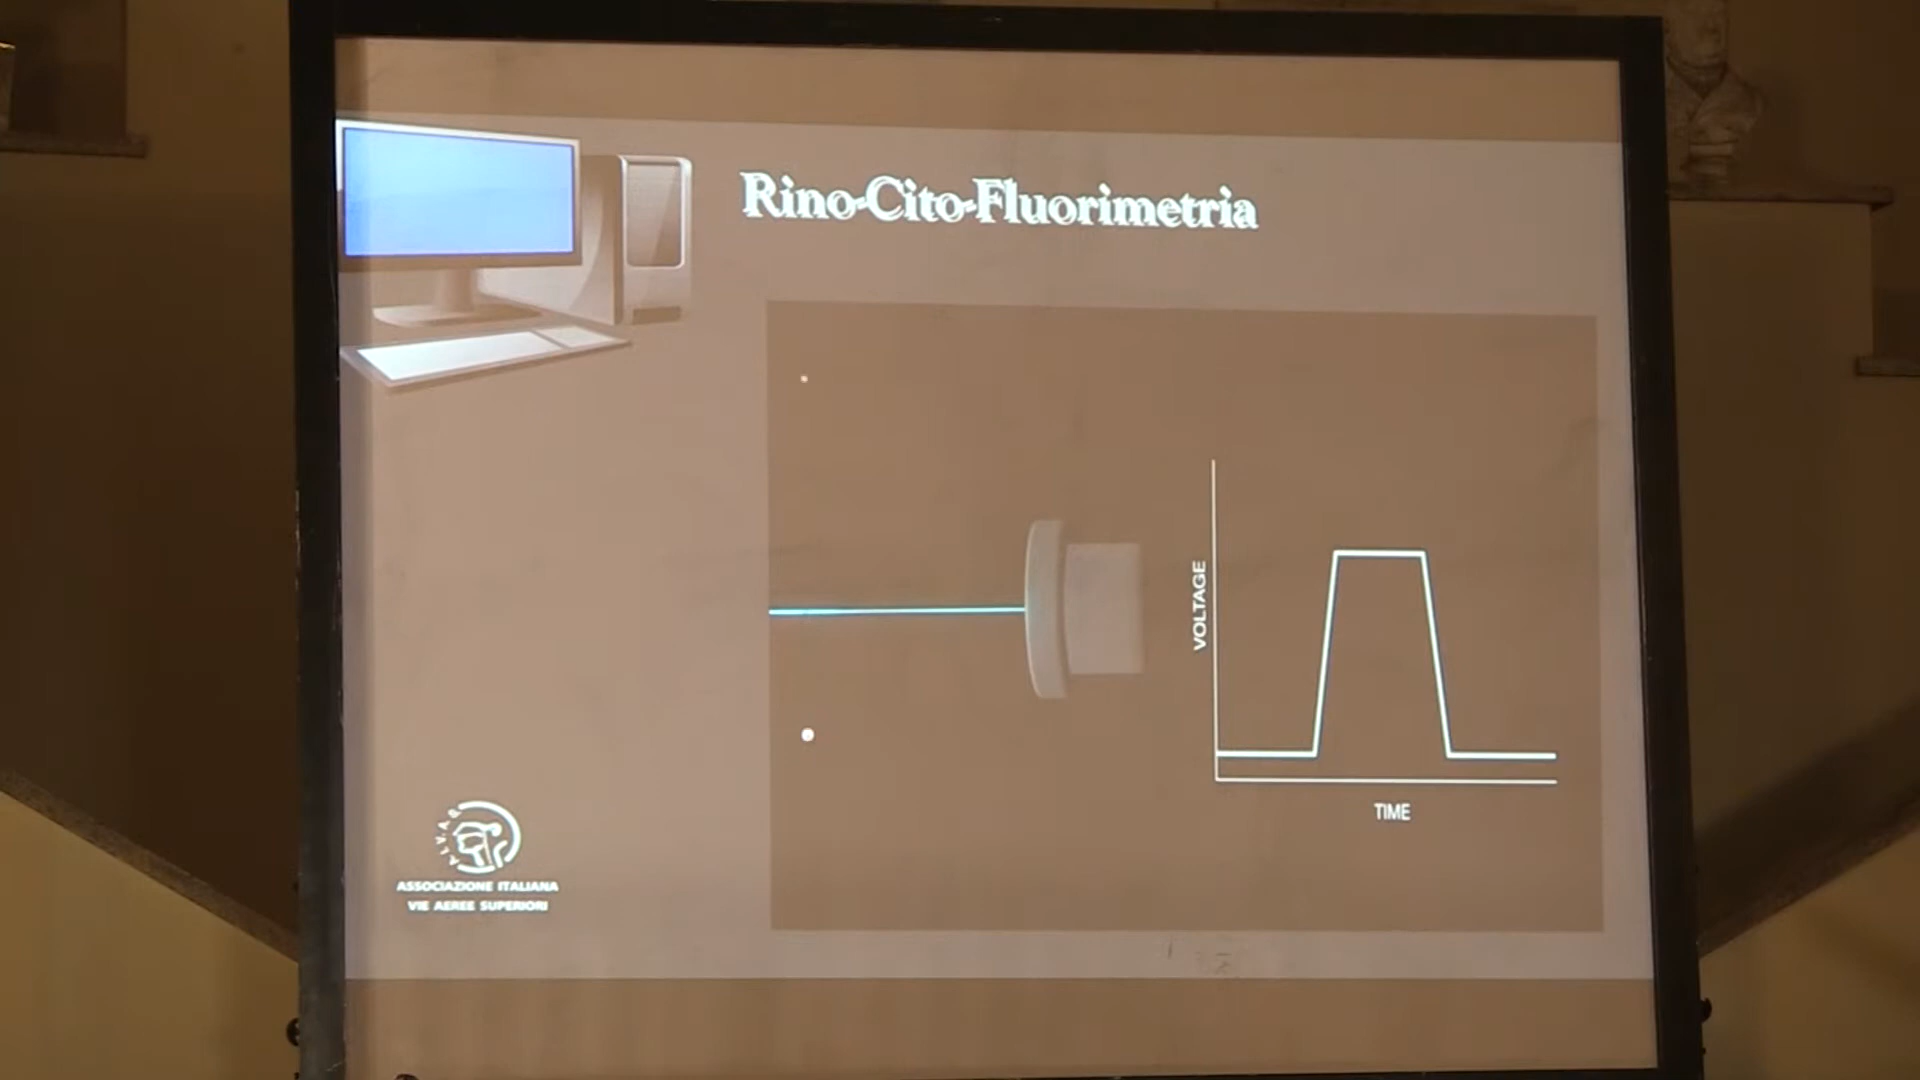 Rino-Cito-Fluorimetria
VOLTAGE
TIME
A.I.V.A.S.
ASSOCIAZIONE ITALIANA
VIE AEREE SUPERIORI